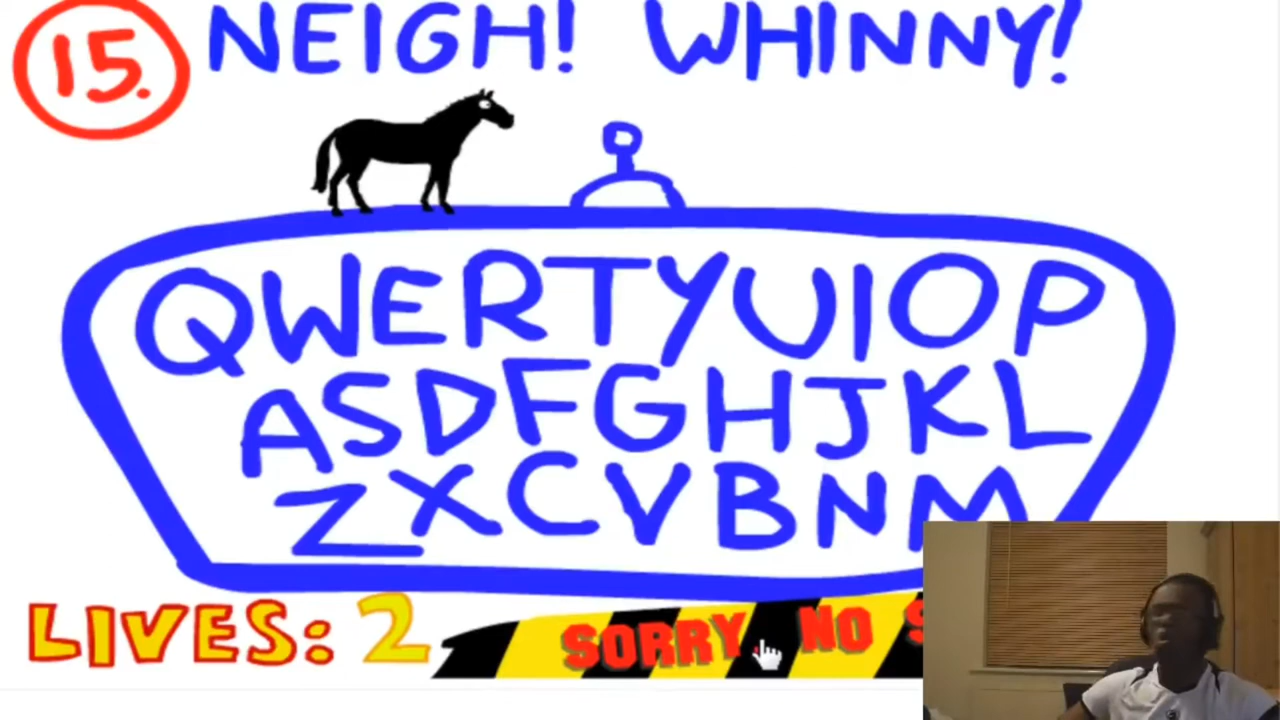 15. NEIGH! WHINNY!
QWERTYUIOP
ASDFGHJKL
ZXCVBNM
LIVES: 2
SORRY NO